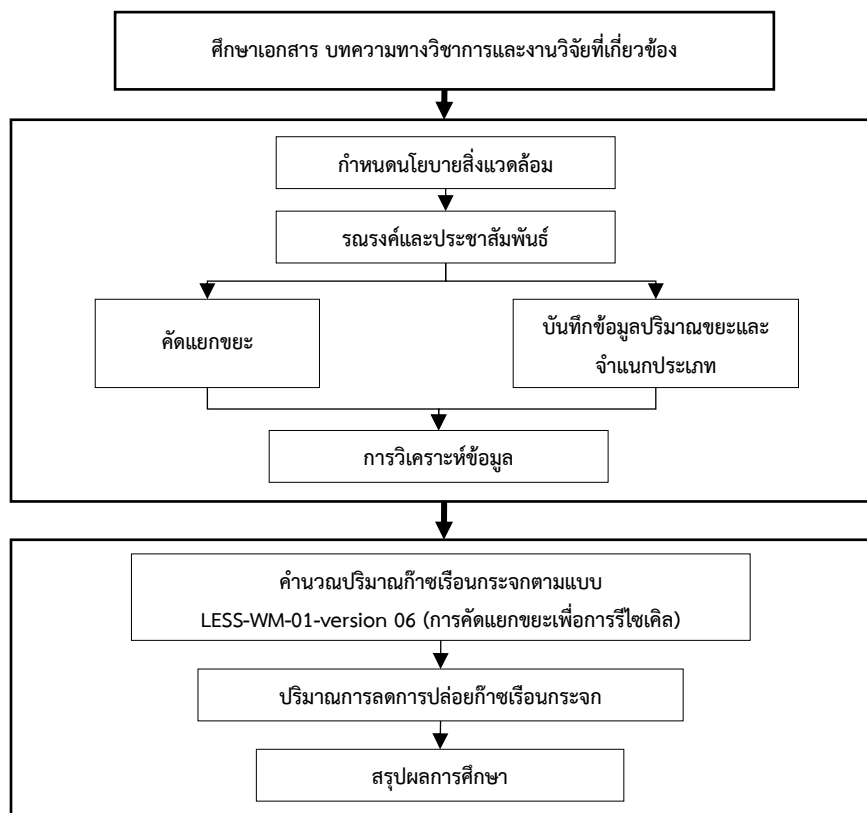 ศึกษาเอกสาร บทความทางวิชาการและงานวิจัยที่เกี่ยวข้อง
กำหนดนโยบายสิ่งแวดล้อม
รณรงค์และประชาสัมพันธ์
คัดแยกขยะ
บันทึกข้อมูลปริมาณขยะและ
จำแนกประเภท
การวิเคราะห์ข้อมูล
คำนวณปริมาณก๊าซเรือนกระจกตามแบบ
LESS-WM-01-version 06 (การคัดแยกขยะเพื่อการรีไซเคิล)
ปริมาณการลดการปล่อยก๊าซเรือนกระจก
สรุปผลการศึกษา